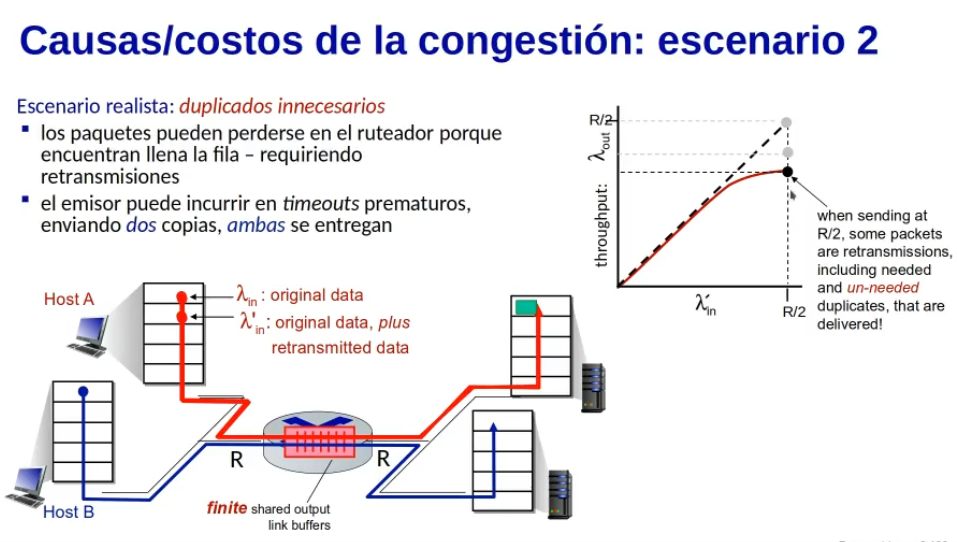 Causas/costos de la congestión: escenario 2
Escenario realista: duplicados innecesarios
los paquetes pueden perderse en el ruteador porque
encuentran llena la fila – requiriendo
retransmisiones
el emisor puede incurrir en timeouts prematuros,
enviando dos copias, ambas se entregan
R/2
throughput: λout
λ'in
R/2
when sending at
R/2, some packets
are retransmissions,
including needed
and un-needed
duplicates, that are
delivered!
Host A
λin : original data
λ'in: original data, plus
retransmitted data
R
R
Host B
finite shared output
link buffers